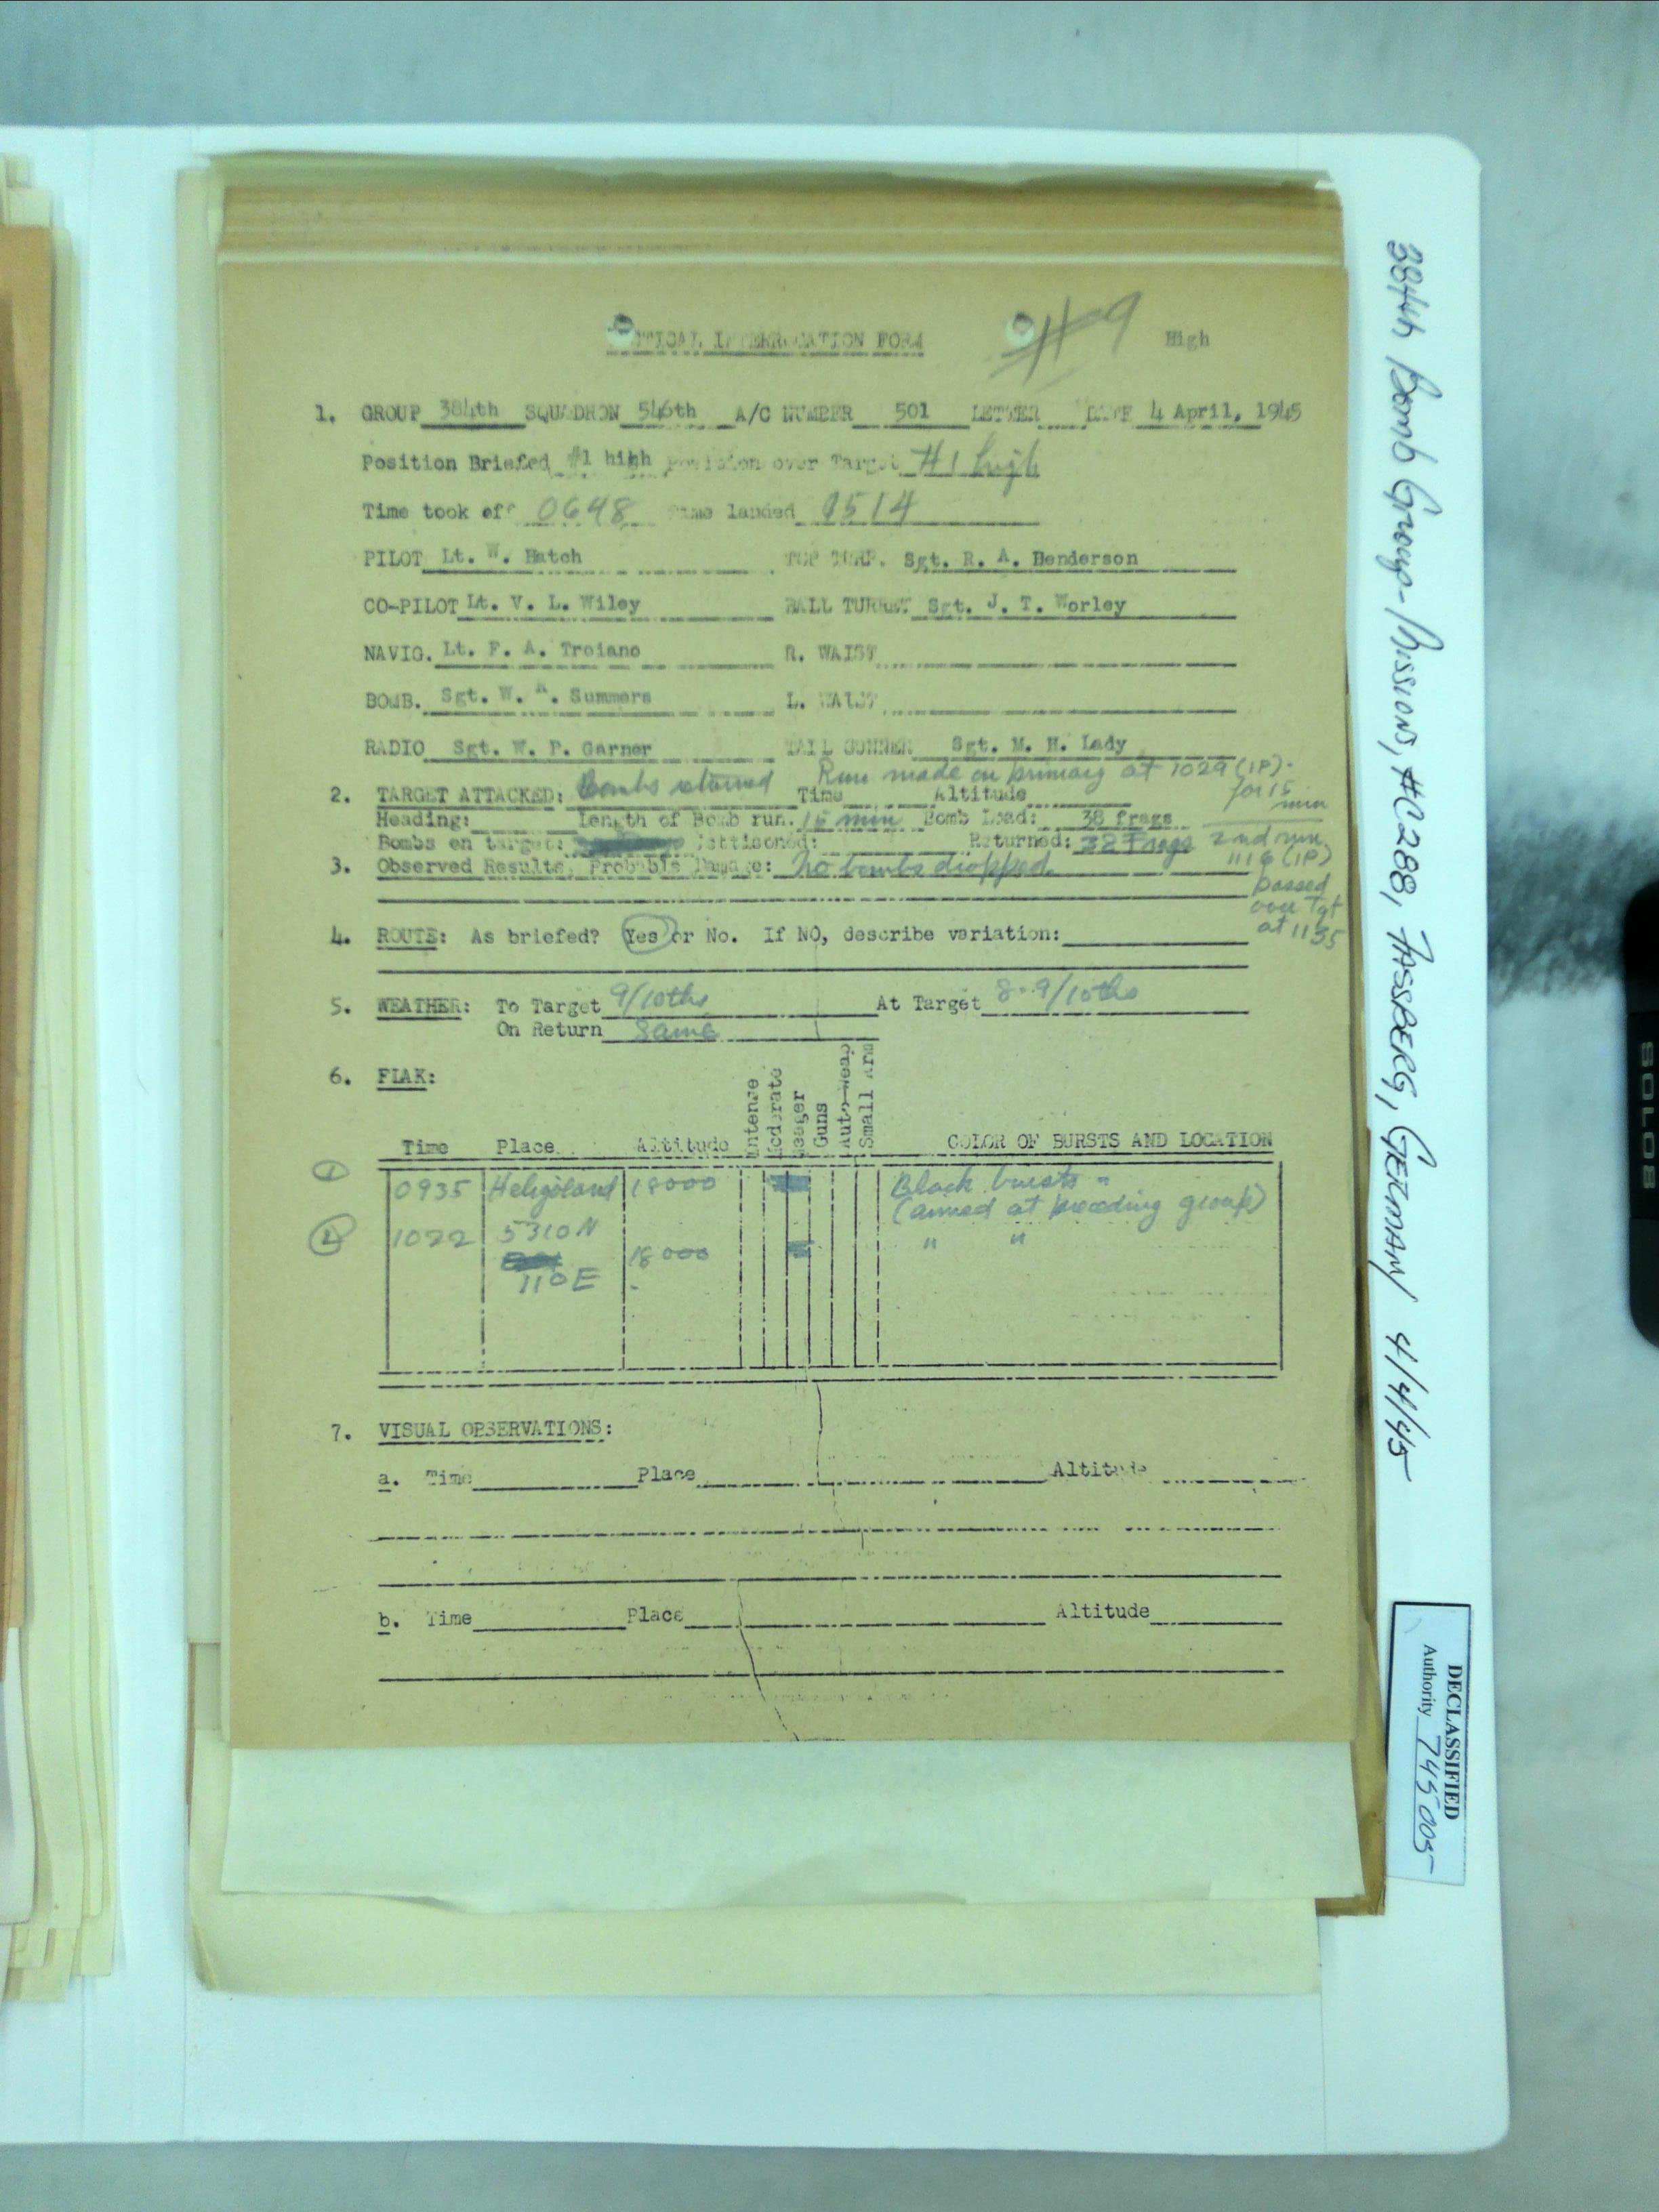 TICAL INTERROGATION FORM #9 High
1. GROUP 384th SQUADRON 546th A/C NUMBER 501 LETTER DATE 4 April, 1945
Position Briefed #1 high position over Target #1 high
Time took off 0648 Time landed 1514
PILOT Lt. W. Hatch TOP TURR. Sgt. R. A. Henderson
CO-PILOT Lt. V. L. Wiley BALL TURRET Sgt. J. T. Worley
NAVIG. Lt. F. A. Troiano R. WAIST
BOMB. Sgt. W. Summers L. WAIST
RADIO Sgt. W. P. Garner TAIL GUNNER Sgt. M. H. Lady
Run made on primary at 1029 (IP).
for 15 min
2. TARGET ATTACKED: Bombs returned Time Altitude
Heading: Length of Bomb run. 15 min Bomb Load: 38 frags
Bombs on target: Jettisoned: Returned: 38 Frags
2nd run
1116 (IP)
passed
over Tgt
at 1135
3. Observed Results, Probable Damage: No bombs dropped.
4. ROUTE: As briefed? Yes or No. If NO, describe variation:
5. WEATHER: To Target 9/10ths At Target 8-9/10ths
On Return Same
6. FLAK:
Time Place Altitude Intense Moderate Meager Guns Auto-Weap Small Arm COLOR OF BURSTS AND LOCATION
1 0935 Heligoland 18000 Black bursts -
(aimed at preceding group)
2 1022 5310N " "
18000
110E
7. VISUAL OBSERVATIONS:
a. Time Place Altitude
b. Time Place Altitude
384th Bomb Group-Mission, #C288, FASSBERG, GERMANY 4/4/45
DECLASSIFIED
Authority 745005
SOLOB